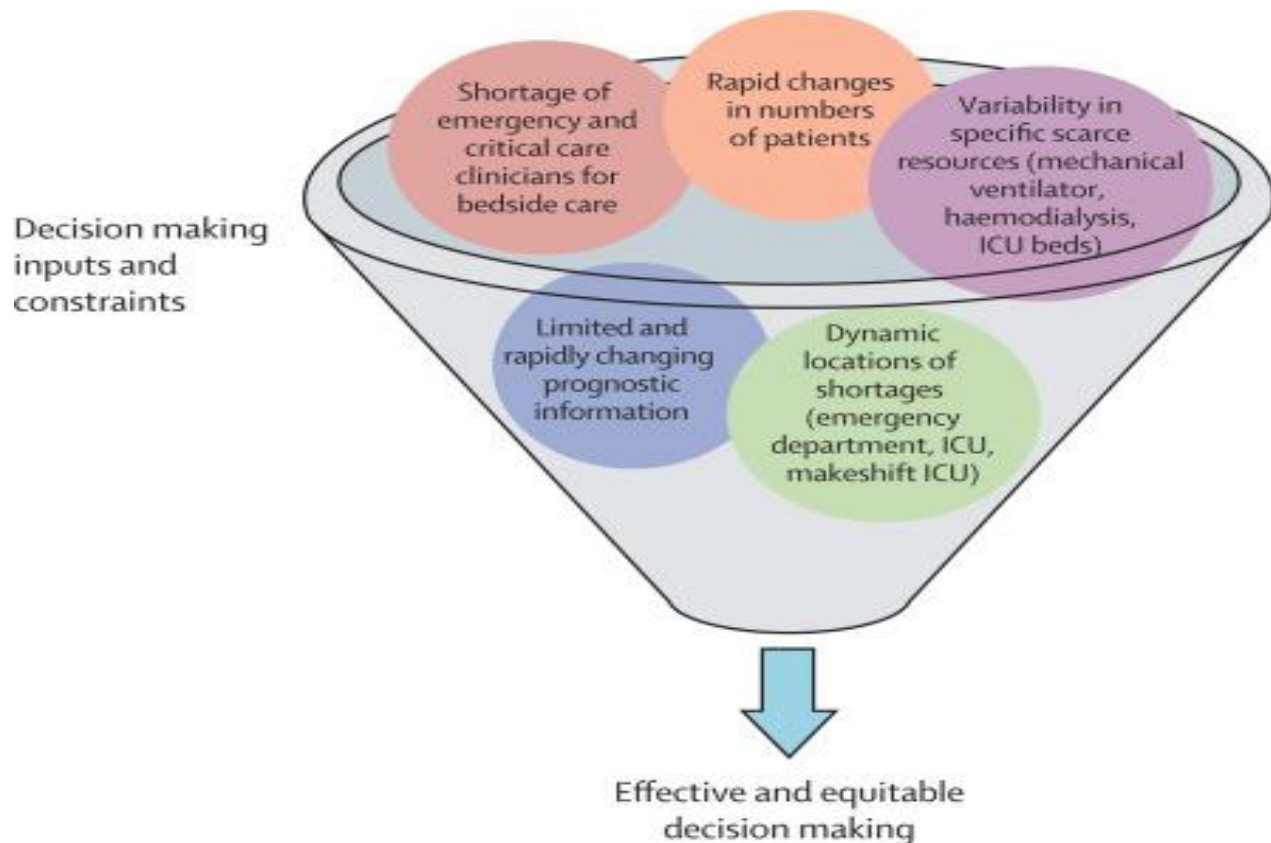 Shortage of
emergency and
critical care
clinicians for
bedside care
Rapid changes
in numbers
of patients
Variability in
specific scarce
resources (mechanical
ventilator,
haemodialysis,
ICU beds)
Decision making
inputs and
constraints
Limited and
rapidly changing
prognostic
information
Dynamic
locations of
shortages
(emergency
department, ICU,
makeshift ICU)
Effective and equitable
decision making